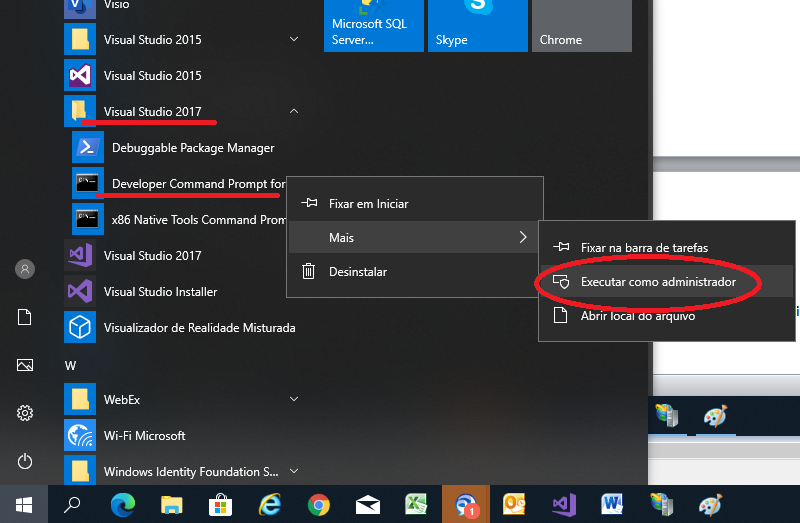 Visio
Microsoft SQL
Server...
Skype
Chrome
Visual Studio 2015
Visual Studio 2015
Visual Studio 2017
Debuggable Package Manager
Developer Command Prompt for
x86 Native Tools Command Prom
Fixar em Iniciar
Mais
Desinstalar
Fixar na barra de tarefas
Executar como administrador
Abrir local do arquivo
Visual Studio 2017
Visual Studio Installer
Visualizador de Realidade Misturada
W
WebEx
Wi-Fi Microsoft
Windows Identity Foundation S...
1